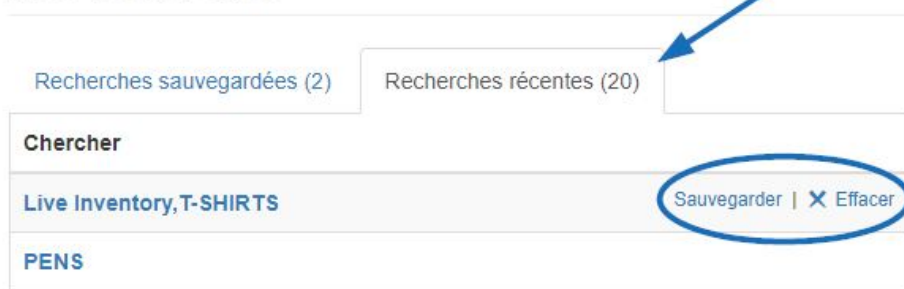 Recherches sauvegardées (2) Recherches récentes (20)
Chercher
Live Inventory,T-SHIRTS Sauvegarder | X Effacer
PENS